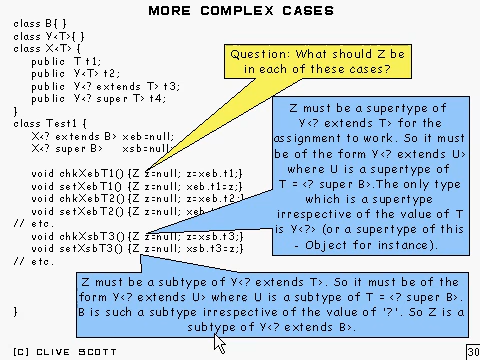 MORE COMPLEX CASES
class B{ }
class Y<T>{ }
class X<T> {
public T t1;
public Y<T> t2;
public Y<? extends T> t3;
public Y<? super T> t4;
}
class Test1 {
X<? extends B> xeb=null;
X<? super B> xsb=null;
void chkXebT1() {Z z=null; z=xeb.t1;}
void setXebT1() {Z z=null; xeb.t1=z;}
void chkXebT2() {Z z=null; z=xeb.t2;
void setXebT2() {Z z=null; xeb.t2=z;
// etc.
void chkXsbT3() {Z z=null; z=xsb.t3;}
void setXsbT3() {Z z=null; xsb.t3=z;}
// etc.
}
Question: What should Z be
in each of these cases?
Z must be a supertype of
Y<? extends T> for the
assignment to work. So it must
be of the form Y<? extends U>
where U is a supertype of
T = <? super B>.The only type
which is a supertype
irrespective of the value of T
is Y<?> (or a supertype of this
- Object for instance).
Z must be a subtype of Y<? extends T>. So it must be of the
form Y<? extends U> where U is a subtype of T = <? super B>.
B is such a subtype irrespective of the value of '?'. So Z is a
subtype of Y<? extends B>.
[C] CLIVE SCOTT
30